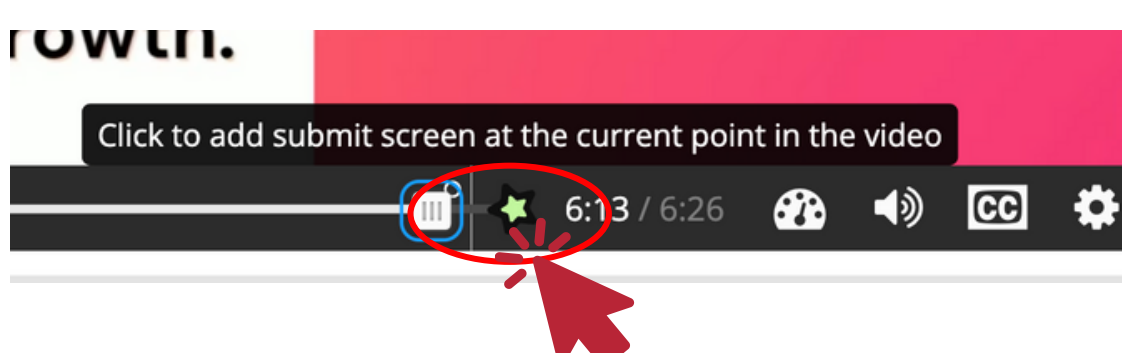 rowth.
Click to add submit screen at the current point in the video
6:13 / 6:26
CC